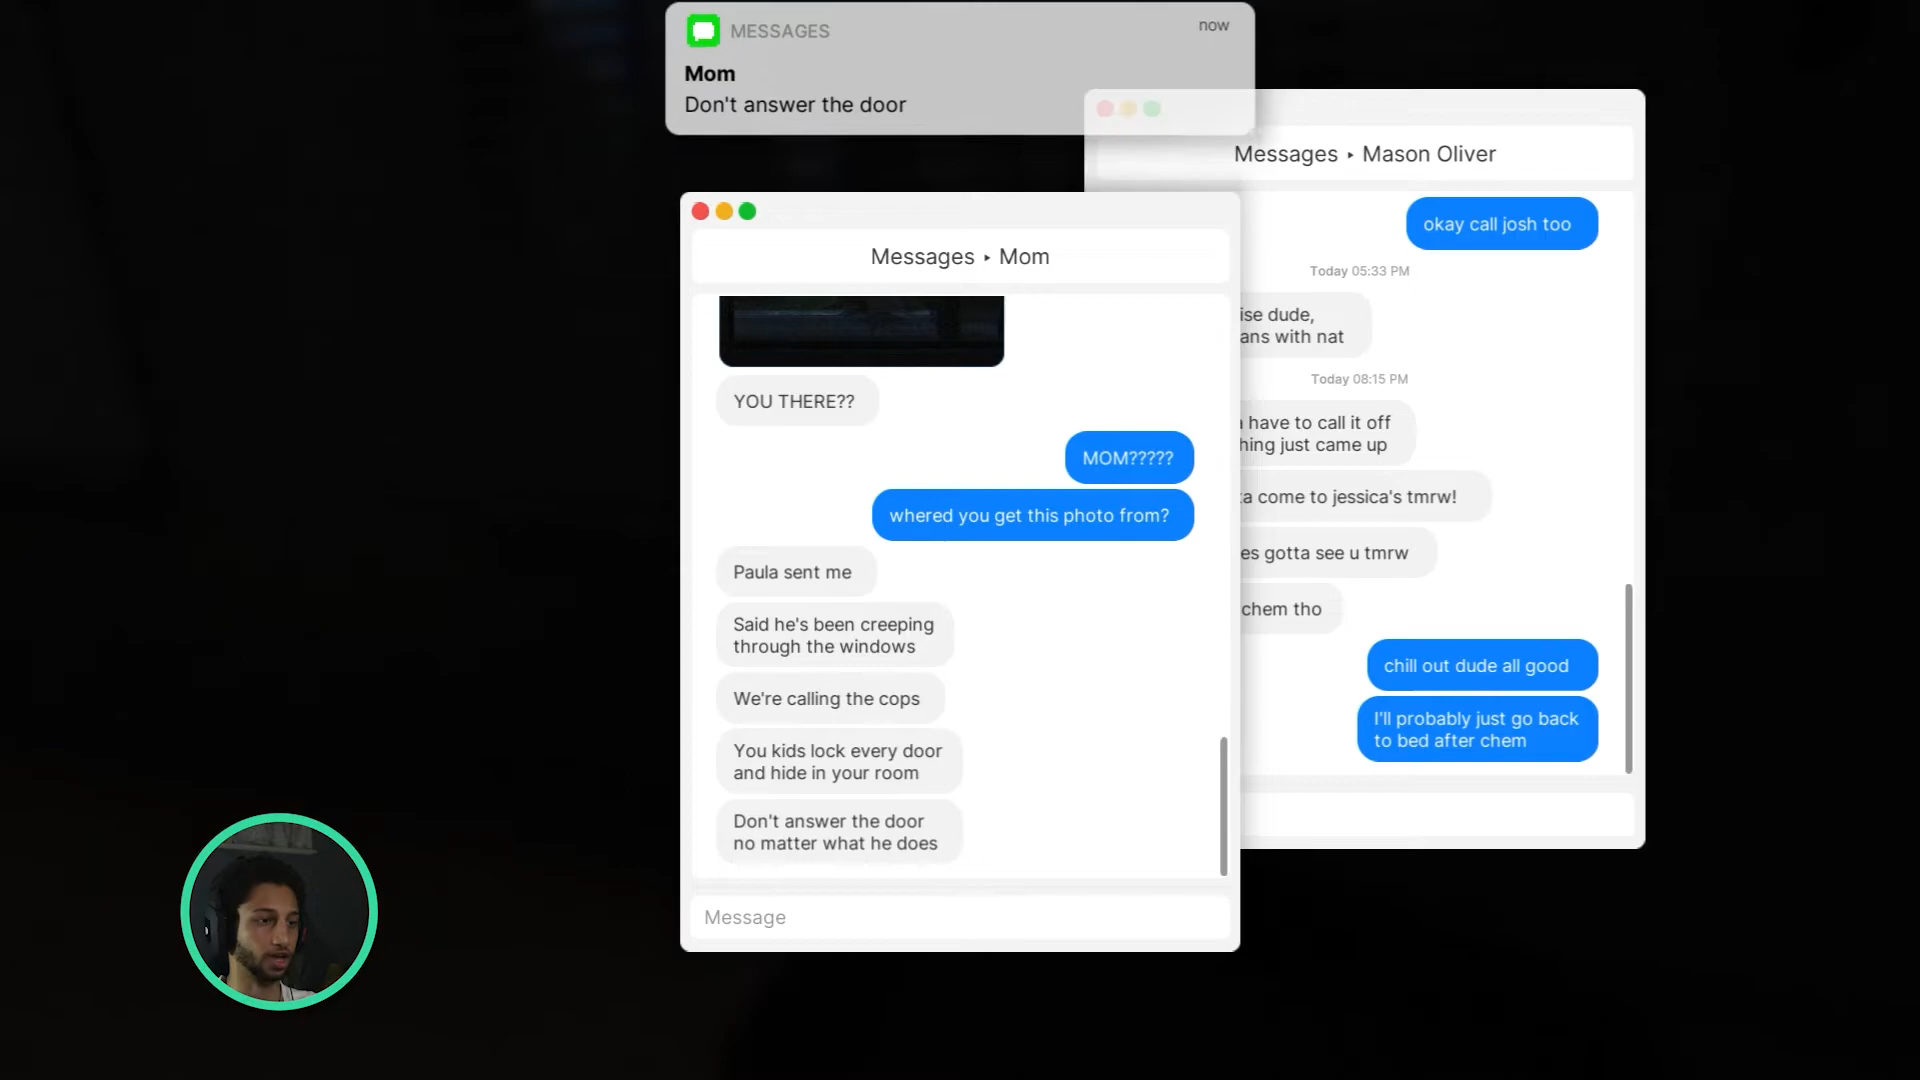 MESSAGES
now
Mom
Don't answer the door
Messages ‣ Mason Oliver
okay call josh too
Today 05:33 PM
dude,
with nat
Today 08:15 PM
have to call it off
just came up
come to jessica's tmrw!
gotta see u tmrw
chem tho
chill out dude all good
I'll probably just go back
to bed after chem
Messages ‣ Mom
YOU THERE??
MOM?????
whered you get this photo from?
Paula sent me
Said he's been creeping
through the windows
We're calling the cops
You kids lock every door
and hide in your room
Don't answer the door
no matter what he does
Message